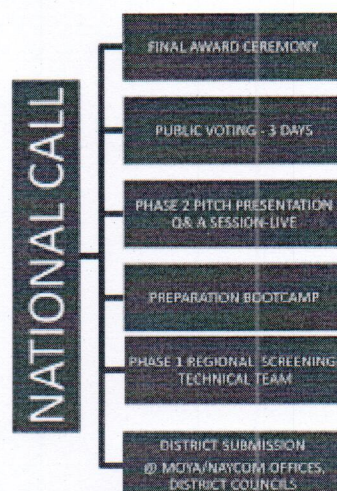 NATIONAL CALL
FINAL AWARD CEREMONY
PUBLIC VOTING - 3 DAYS
PHASE 2 PITCH PRESENTATION
Q& A SESSION-LIVE
PREPARATION BOOTCAMP
PHASE 1 REGIONAL SCREENING
TECHNICAL TEAM
DISTRICT SUBMISSION
@ MOYA/NAYCOM OFFICES,
DISTRICT COUNCILS